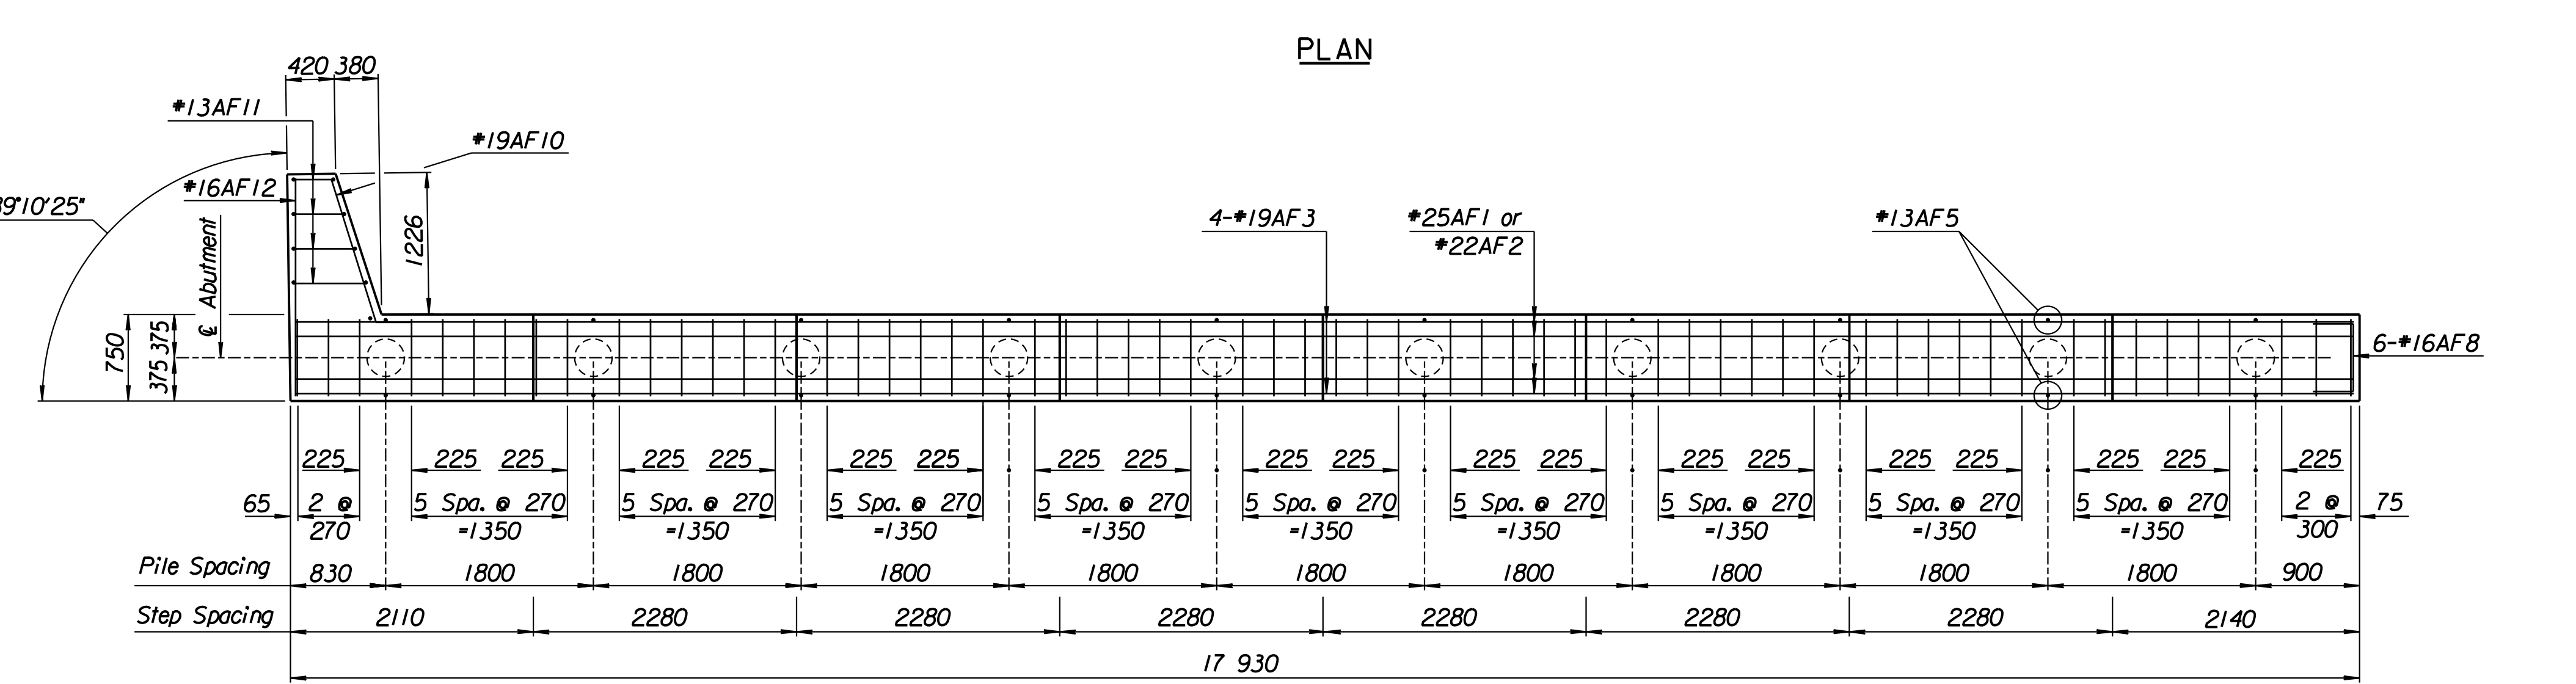 PLAN
420 380
#13AF11
#19AF10
#16AF12
39°10'25"
℄ Abutment
1226
4-#19AF3
#25AF1 or
#22AF2
#13AF5
750
375 375
6-#16AF8
225 225 225 225 225 225 225 225 225 225 225 225 225 225 225 225 225 225 225 225
65 2 @ 5 Spa. @ 270 5 Spa. @ 270 5 Spa. @ 270 5 Spa. @ 270 5 Spa. @ 270 5 Spa. @ 270 5 Spa. @ 270 5 Spa. @ 270 5 Spa. @ 270 2 @ 75
270 =1350 =1350 =1350 =1350 =1350 =1350 =1350 =1350 =1350 300
Pile Spacing 830 1800 1800 1800 1800 1800 1800 1800 1800 1800 900
Step Spacing 2110 2280 2280 2280 2280 2280 2280 2140
17 930